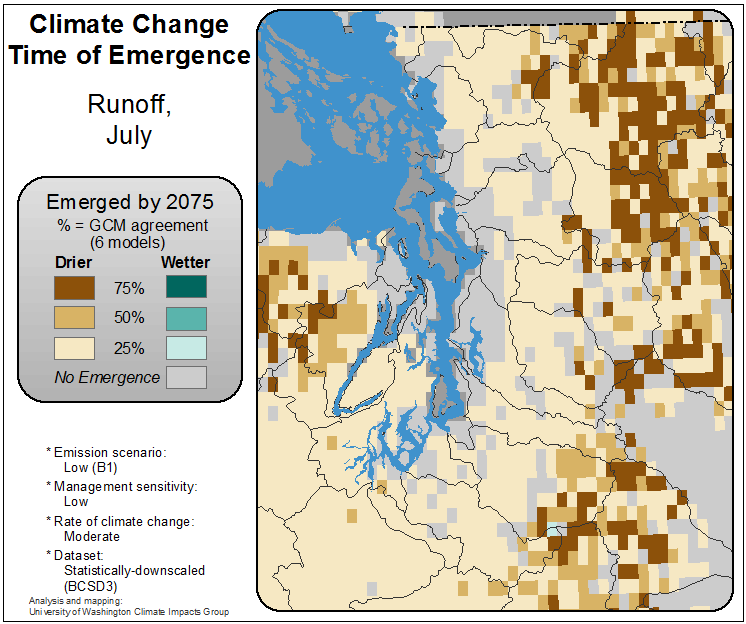 Climate Change
Time of Emergence
Runoff,
July
Emerged by 2075
% = GCM agreement
(6 models)
Drier Wetter
75%
50%
25%
No Emergence
* Emission scenario:
Low (B1)
* Management sensitivity:
Low
* Rate of climate change:
Moderate
* Dataset:
Statistically-downscaled
(BCSD3)
Analysis and mapping:
University of Washington Climate Impacts Group